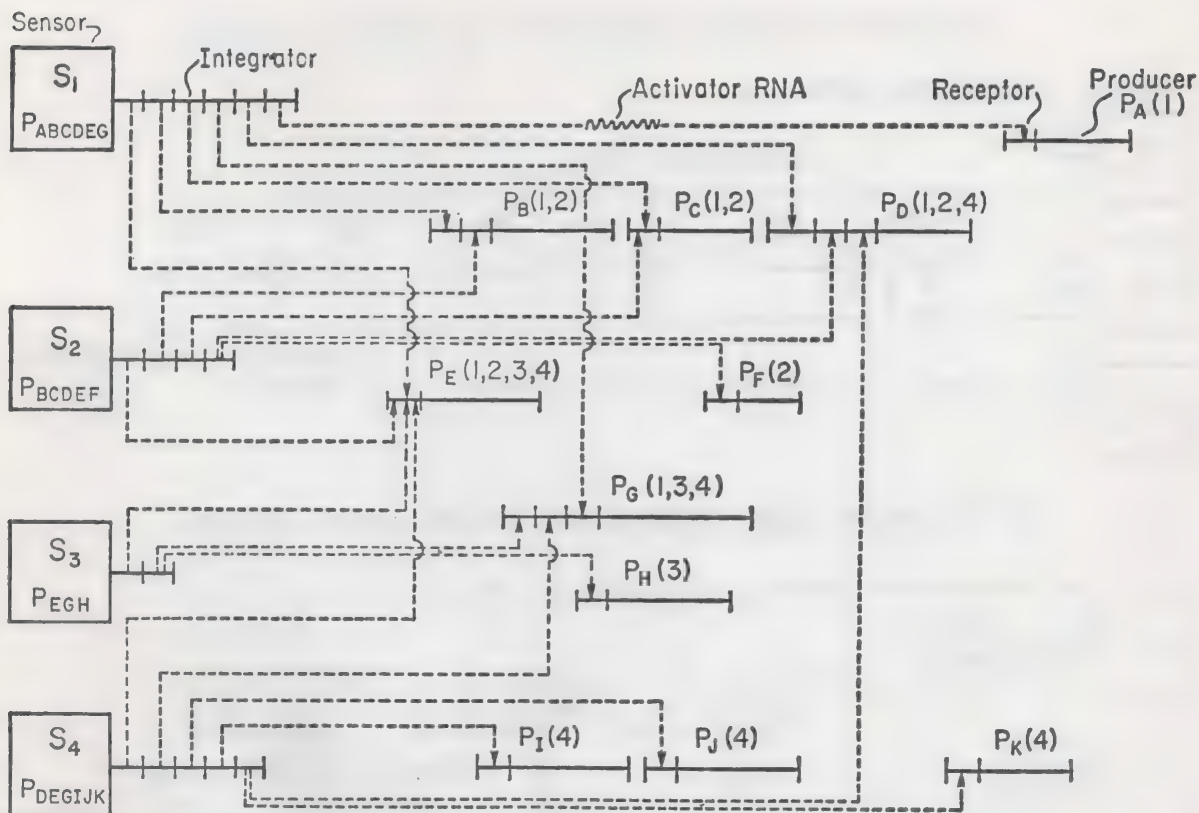 Sensor
S1
PABCDEG
Integrator
Activator RNA
Receptor
Producer
PA(1)
PB(1,2)
PC(1,2)
PD(1,2,4)
S2
PBCDEF
PE(1,2,3,4)
PF(2)
PG(1,3,4)
S3
PEGH
PH(3)
S4
PDEGIJK
PI(4)
PJ(4)
PK(4)